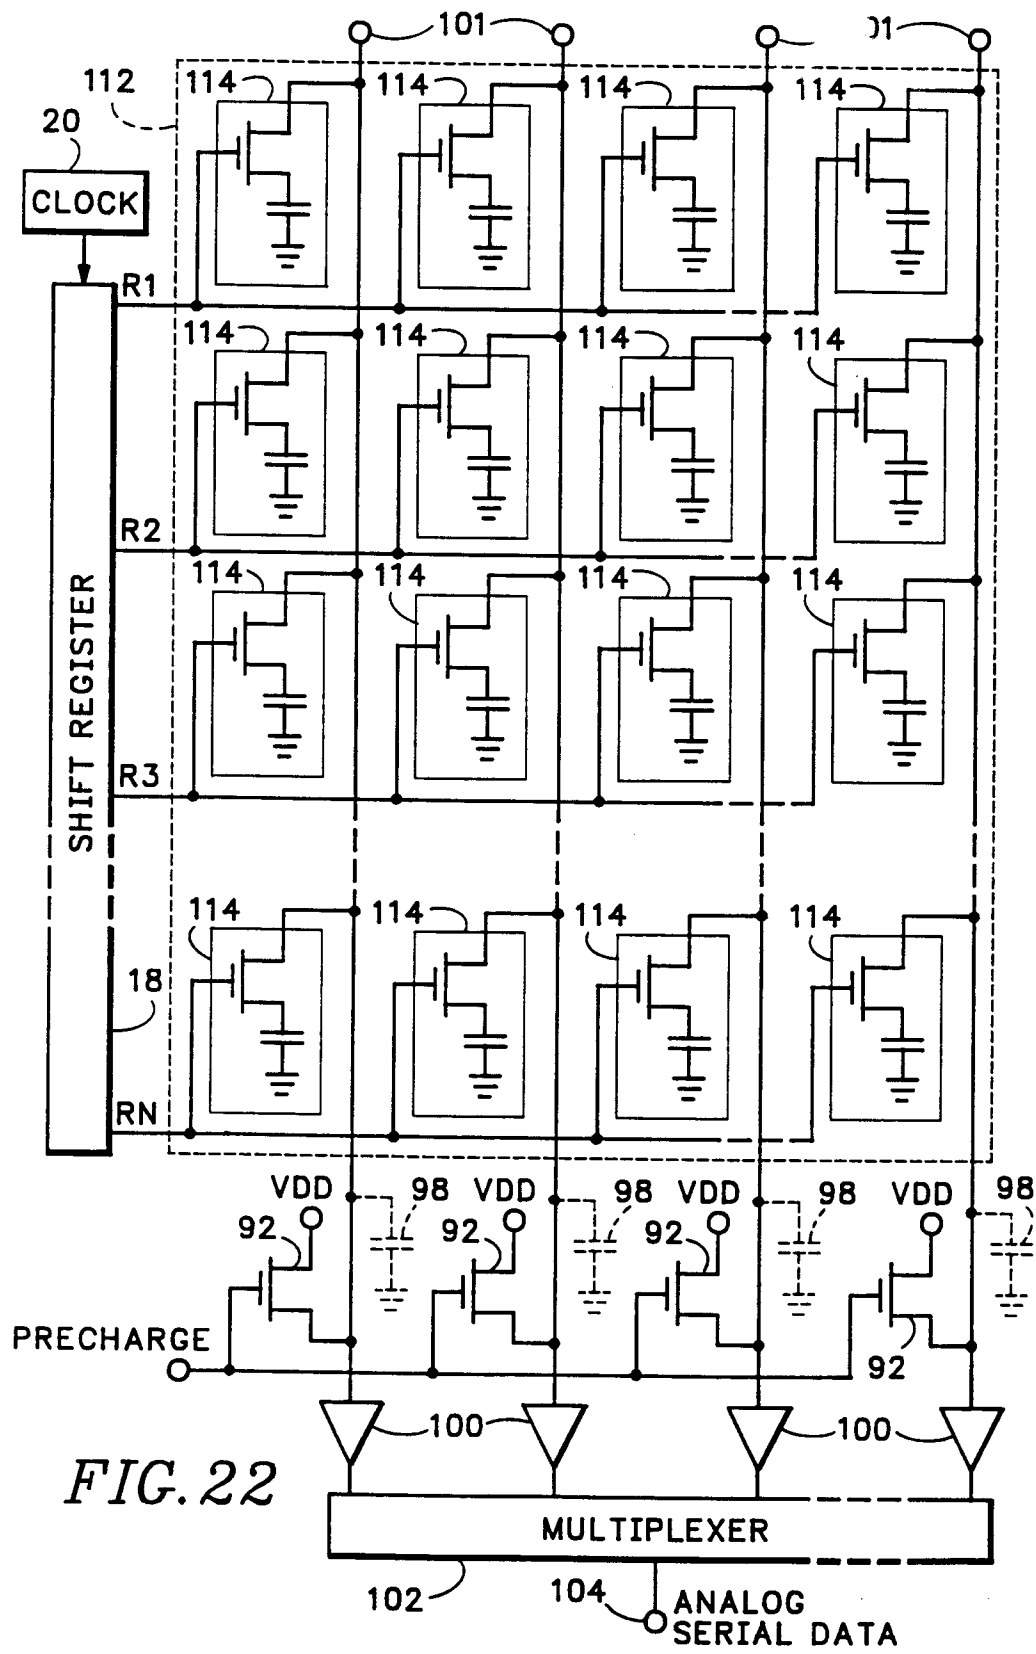 101 01
112 114 114 114 114
20
CLOCK
R1
114 114 114 114
R2
114 114 114 114
SHIFT REGISTER
R3
114 114 114 114
18
RN
VDD 98 VDD 98 VDD 98 VDD 98
92 92 92
PRECHARGE
92
100 100
FIG. 22
MULTIPLEXER
102 104 ANALOG
SERIAL DATA